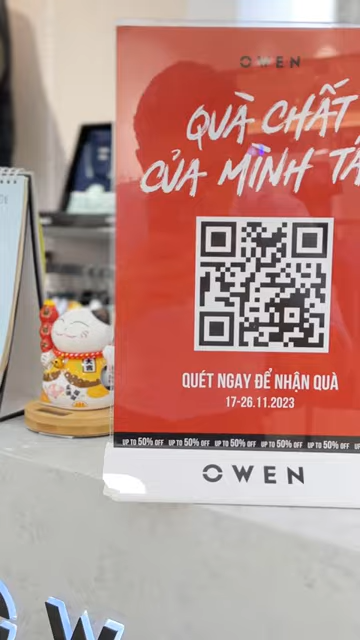 OWEN
QUÀ CHẤT
CỦA MÌNH
QUÉT NGAY ĐỂ NHẬN QUÀ
17-26.11.2023
UP TO 50% OFF UP TO 50% OFF UP TO 50% OFF UP TO 50% OFF UP TO 50% OFF
OWEN